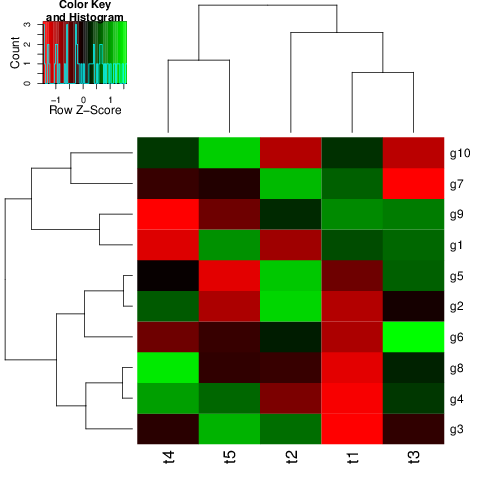 Color Key
and Histogram
Count
0 1 2 3
−1 0 1
Row Z−Score
g10
g7
g9
g1
g5
g2
g6
g8
g4
g3
t4 t5 t2 t1 t3